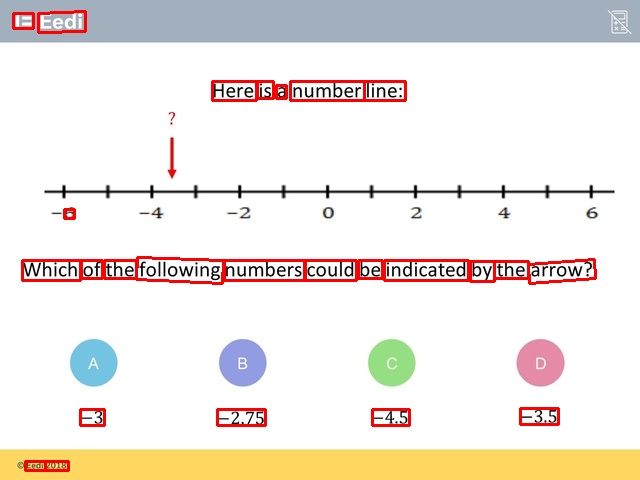 Eedi
Here is a number line:
?
−6 −4 −2 0 2 4 6
Which of the following numbers could be indicated by the arrow?
A B C D
−3 −2.75 −4.5 −3.5
© Eedi 2018